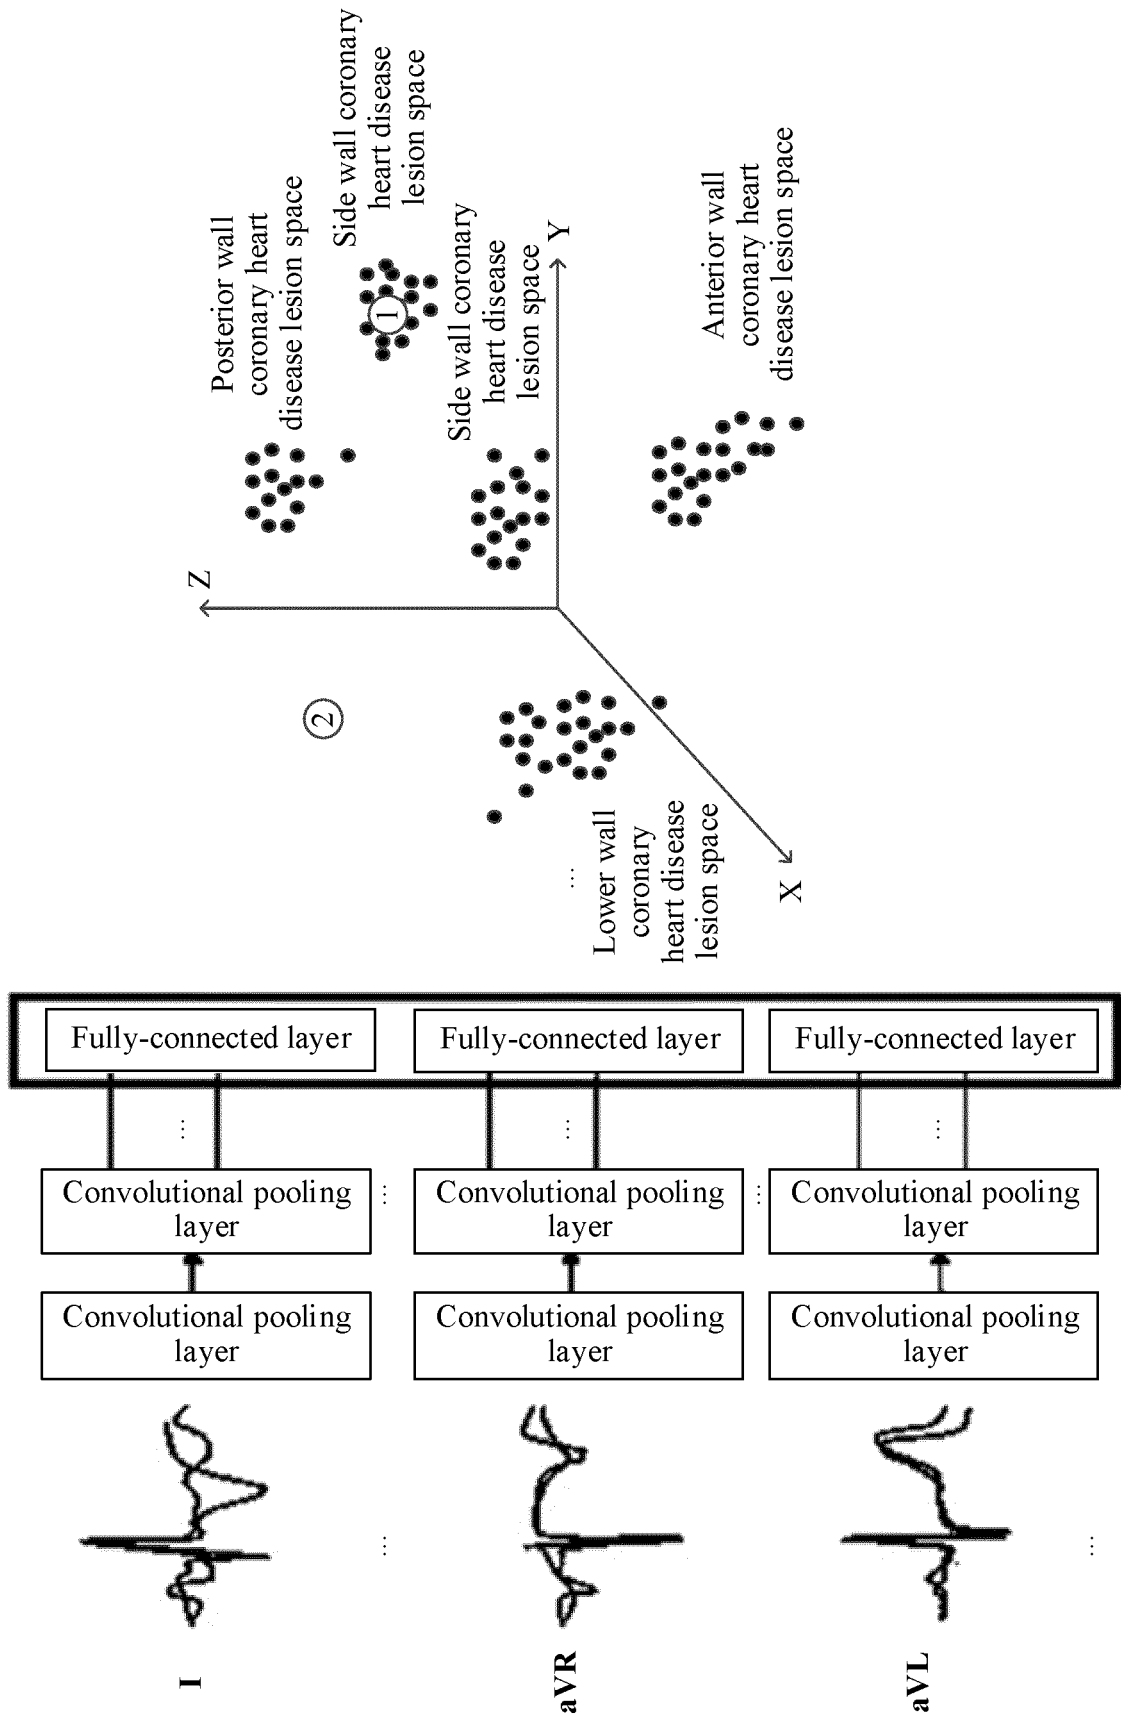 Posterior wall
coronary heart
disease lesion space
Side wall coronary
heart disease
lesion space
①
Side wall coronary
heart disease
lesion space
Anterior wall
coronary heart
disease lesion space
Z
Y
X
②
...
Lower wall
coronary
heart disease
lesion space
Fully-connected layer
Fully-connected layer
Fully-connected layer
...
...
...
Convolutional pooling
layer
...
Convolutional pooling
layer
...
Convolutional pooling
layer
Convolutional pooling
layer
Convolutional pooling
layer
Convolutional pooling
layer
...
...
I
aVR
aVL